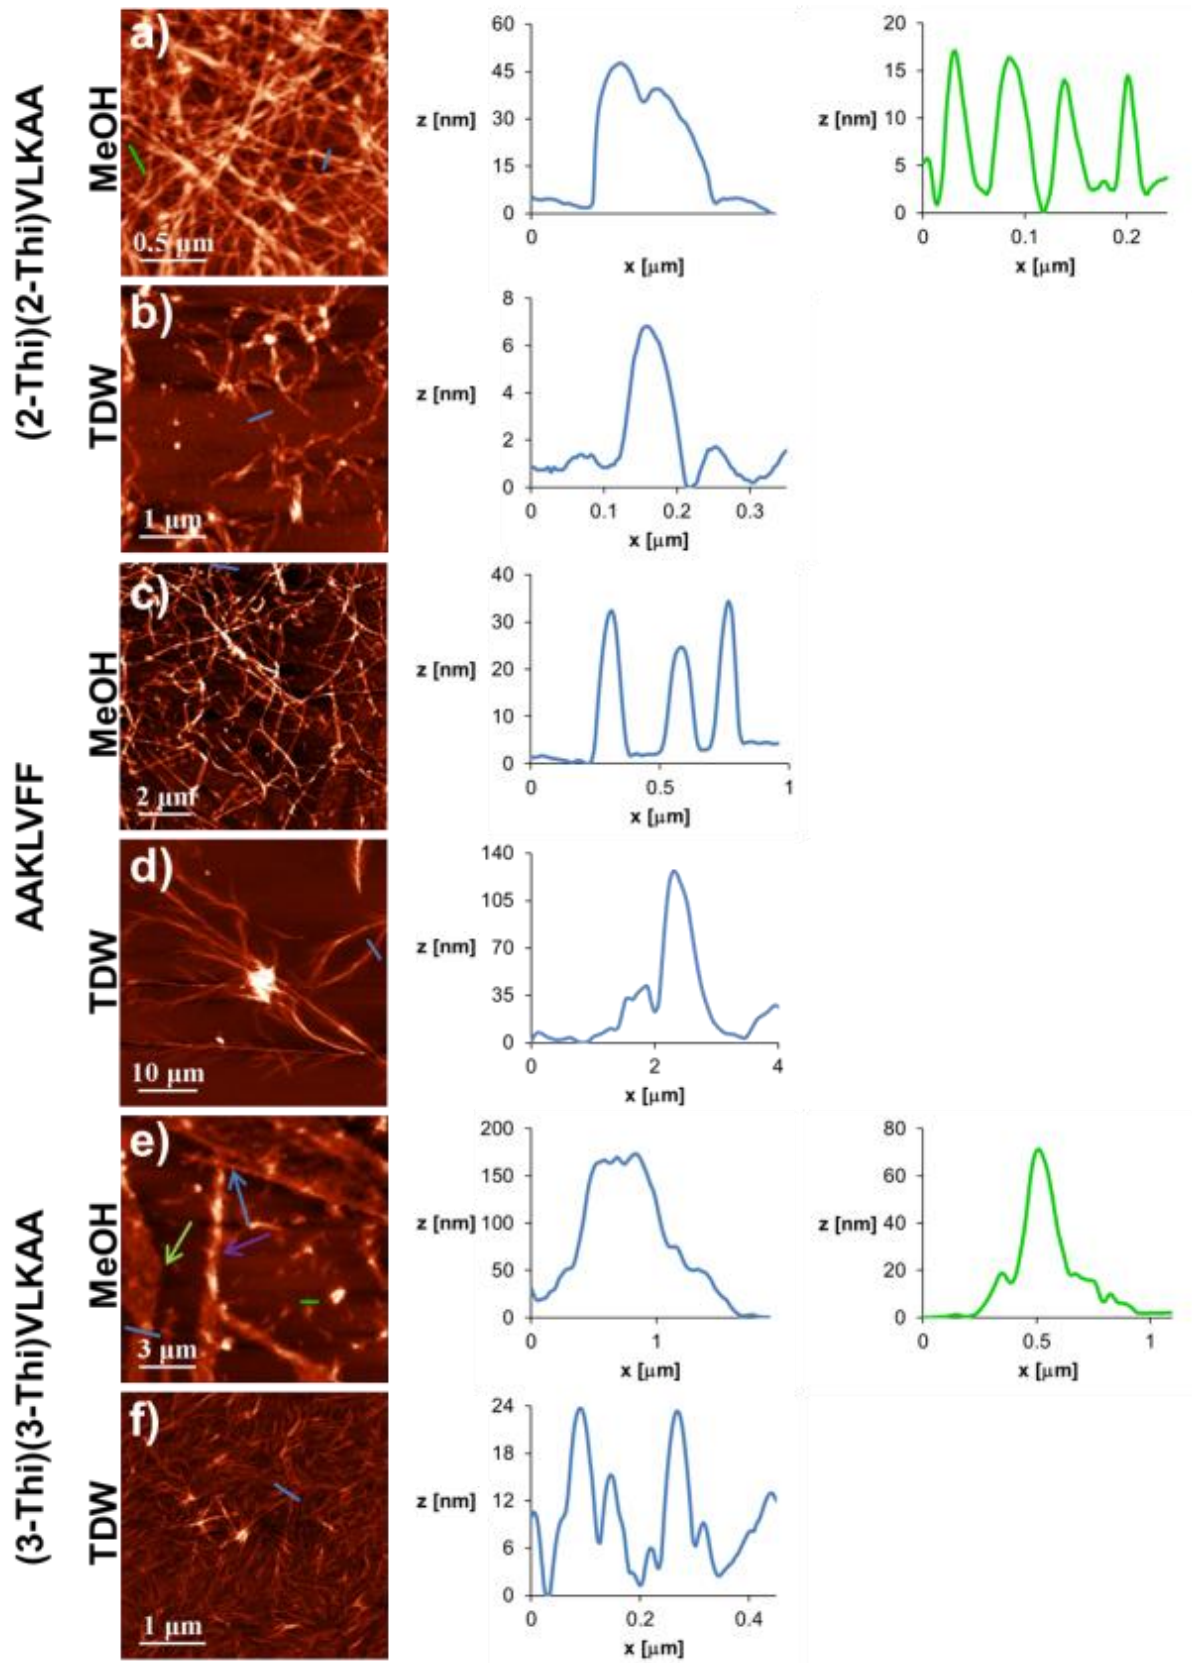 (2-Thi)(2-Thi)VLKAA
MeOH
a)
0.5 µm
60
45
30
15
0
z [nm]
0
x [µm]
20
15
10
5
0
z [nm]
0
0.1
0.2
x [µm]
TDW
b)
1 µm
8
6
4
2
0
z [nm]
0
0.1
0.2
0.3
x [µm]
AAKLVFF
MeOH
c)
2 µm
40
30
20
10
0
z [nm]
0
0.5
1
x [µm]
TDW
d)
10 µm
140
105
70
35
0
z [nm]
0
2
4
x [µm]
(3-Thi)(3-Thi)VLKAA
MeOH
e)
3 µm
200
150
100
50
0
z [nm]
0
1
x [µm]
80
60
40
20
0
z [nm]
0
0.5
1
x [µm]
TDW
f)
1 µm
24
18
12
6
0
z [nm]
0
0.2
0.4
x [µm]